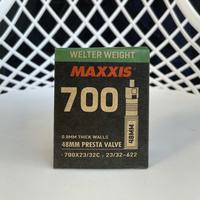 WELTER WEIGHT
MAXXIS
700
48MM
0.8MM THICK WALLS
48MM PRESTA VALVE
700X23/32C, 23/32-622